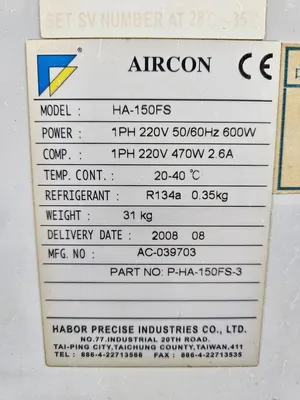 SET SV NUMBER AT 28°C~35°C
AIRCON CE
MODEL: HA-150FS
POWER: 1PH 220V 50/60Hz 600W
COMP.: 1PH 220V 470W 2.6A
TEMP. CONT.: 20-40 ℃
REFRIGERANT: R134a 0.35kg
WEIGHT: 31 kg
DELIVERY DATE: 2008 08
MFG. NO: AC-039703
PART NO: P-HA-150FS-3
HABOR PRECISE INDUSTRIES CO., LTD.
NO.77.INDUSTRIAL 20TH ROAD.
TAI-PING CITY,TAICHUNG COUNTY,TAIWAN,411
TEL : 886-4-22713588 FAX : 886-4-22713535